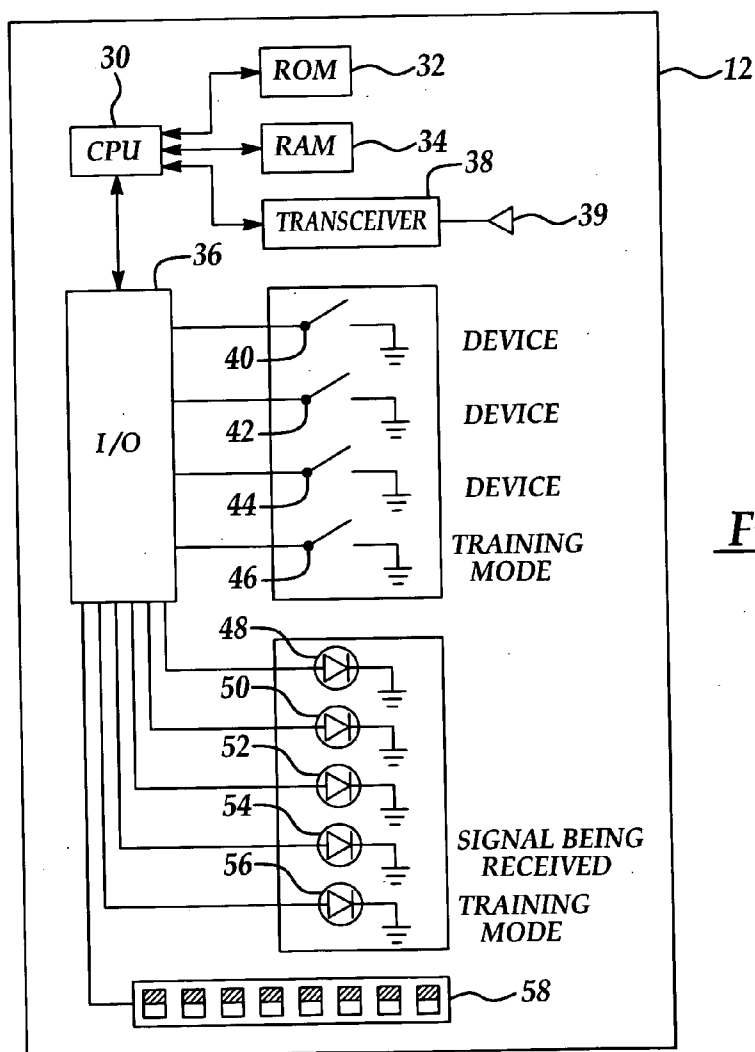 30
ROM
32
12
CPU
RAM
34
38
TRANSCEIVER
39
36
I/O
40
DEVICE
42
DEVICE
44
DEVICE
46
TRAINING
MODE
F
48
50
52
54
SIGNAL BEING
RECEIVED
56
TRAINING
MODE
58